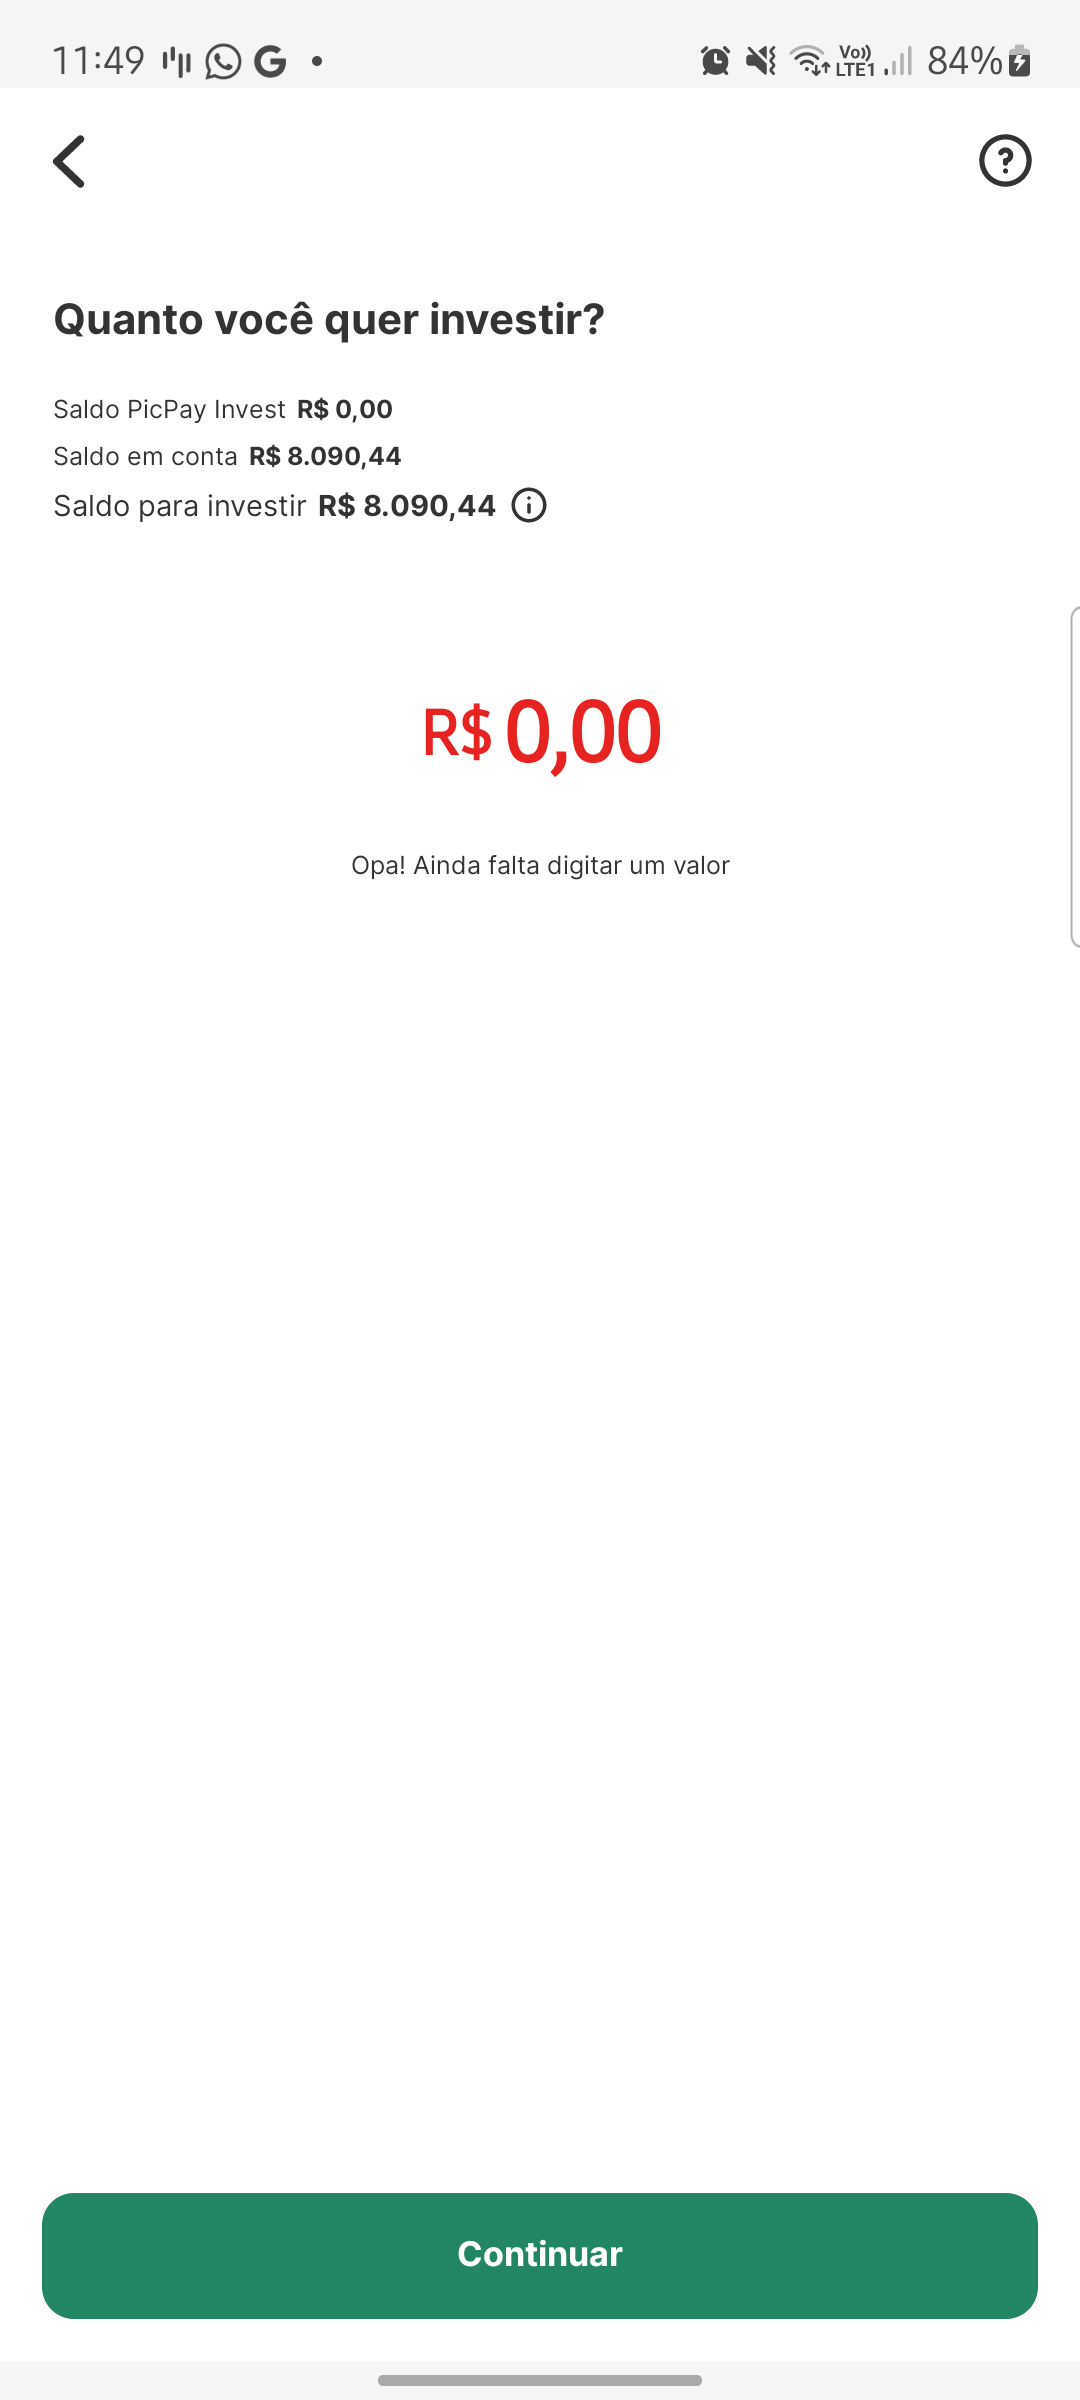 11:49
Vo))
LTE1
84%
Quanto você quer investir?
Saldo PicPay Invest R$ 0,00
Saldo em conta R$ 8.090,44
Saldo para investir R$ 8.090,44
R$ 0,00
Opa! Ainda falta digitar um valor
Continuar